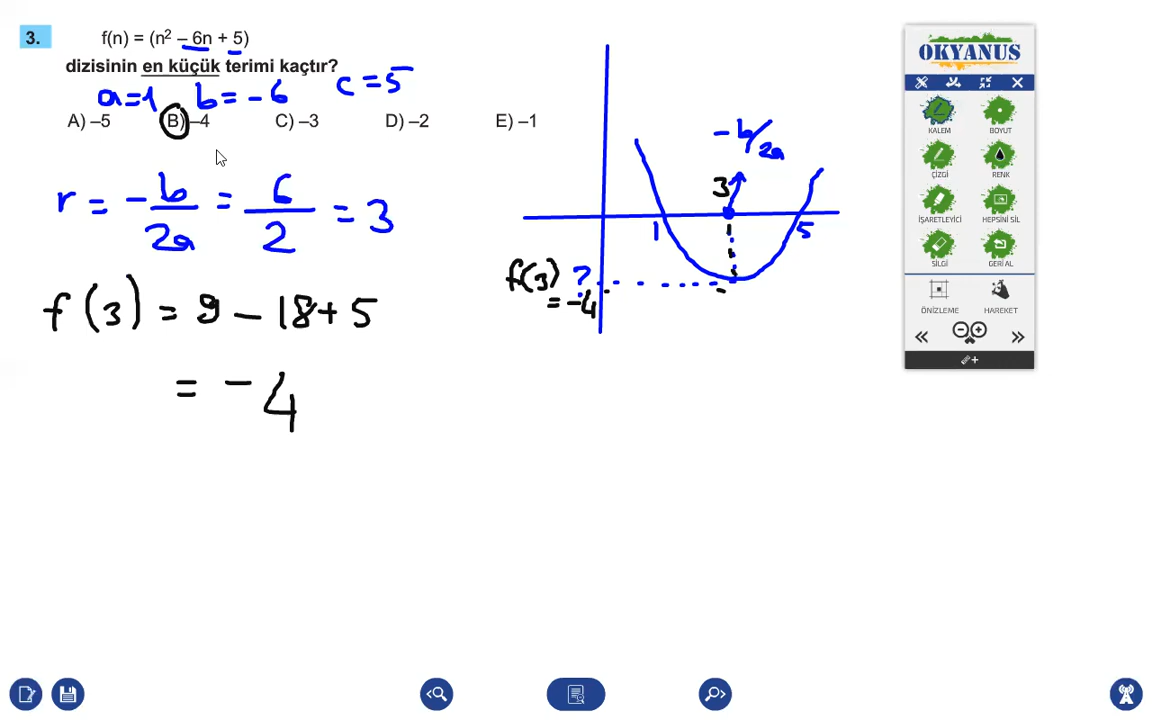 3.
f(n) = (n² – 6n + 5)
dizisinin en küçük terimi kaçtır?
a=1 b=-6 c=5
A) –5 B) –4 C) –3 D) –2 E) –1
r = -b/2a = 6/2 = 3
f(3) = 9 - 18 + 5
= -4
-b/2a
3
1 5
f(3) ?
= -4
OKYANUS
KALEM BOYUT
ÇİZGİ RENK
İŞARETLEYİCİ HEPSİNİ SİL
SİLGİ GERİ AL
ÖNİZLEME HAREKET